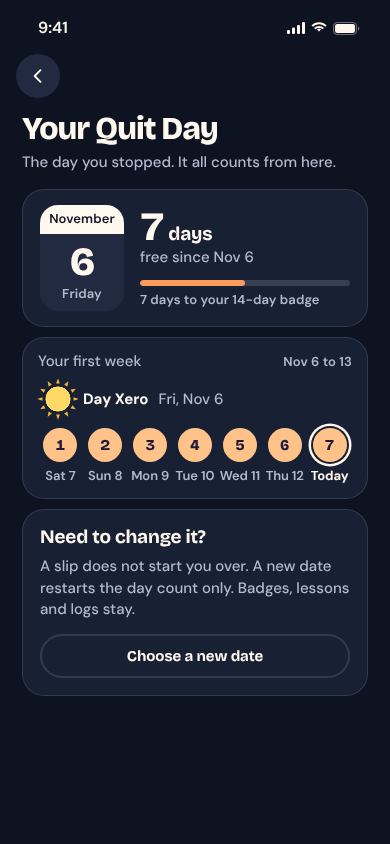 9:41
Your Quit Day
The day you stopped. It all counts from here.
November
6
Friday
7 days
free since Nov 6
7 days to your 14-day badge
Your first week
Nov 6 to 13
Day Xero Fri, Nov 6
1 2 3 4 5 6 7
Sat 7 Sun 8 Mon 9 Tue 10 Wed 11 Thu 12 Today
Need to change it?
A slip does not start you over. A new date
restarts the day count only. Badges, lessons
and logs stay.
Choose a new date